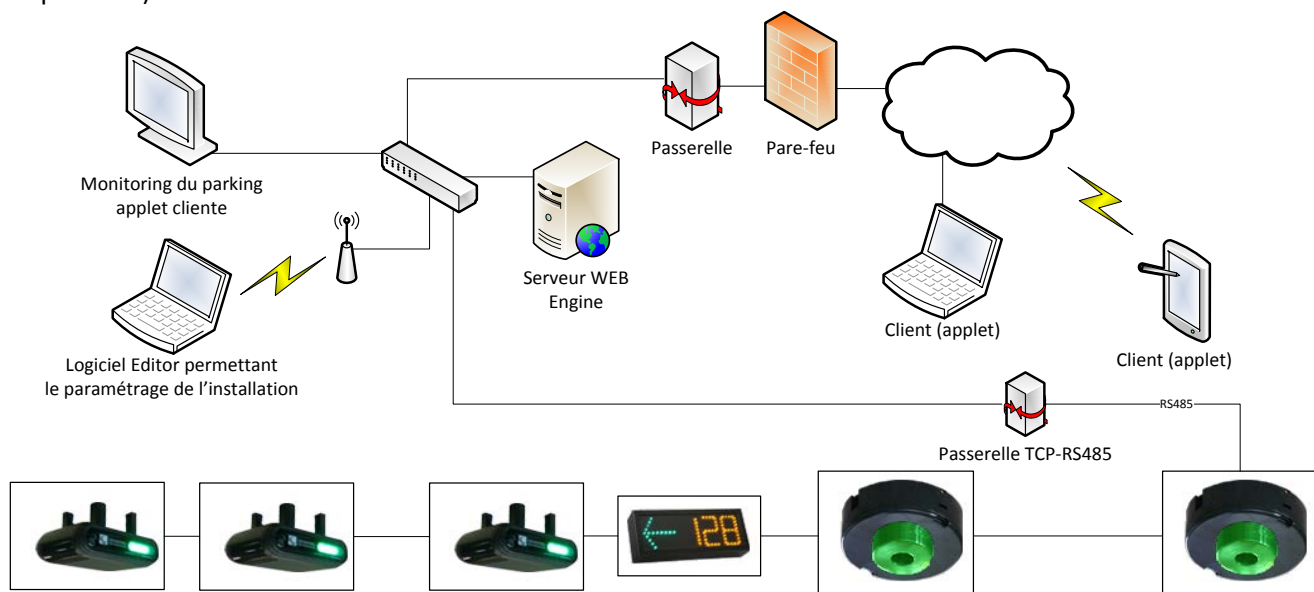 Passerelle
Pare-feu
Monitoring du parking
applet cliente
Serveur WEB
Engine
Client (applet)
Client (applet)
Logiciel Editor permettant
le paramétrage de l'installation
RS485
Passerelle TCP-RS485
128